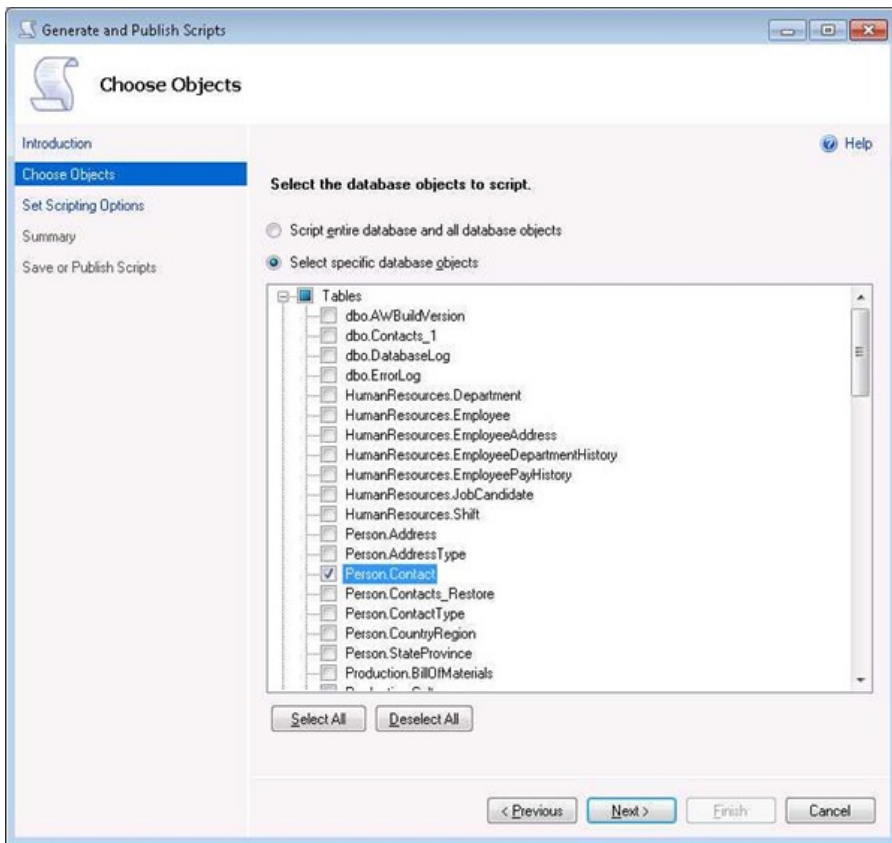 Generate and Publish Scripts
Choose Objects
Introduction
Help
Choose Objects
Select the database objects to script.
Set Scripting Options
Script entire database and all database objects
Summary
Select specific database objects
Save or Publish Scripts
Tables
dbo.AWBuildVersion
dbo.Contacts_1
dbo.DatabaseLog
dbo.ErrorLog
HumanResources.Department
HumanResources.Employee
HumanResources.EmployeeAddress
HumanResources.EmployeeDepartmentHistory
HumanResources.EmployeePayHistory
HumanResources.JobCandidate
HumanResources.Shift
Person.Address
Person.AddressType
Person.Contact
Person.Contacts_Restore
Person.ContactType
Person.CountryRegion
Person.StateProvince
Production.BillOfMaterials
Select All Deselect All
< Previous Next > Finish Cancel